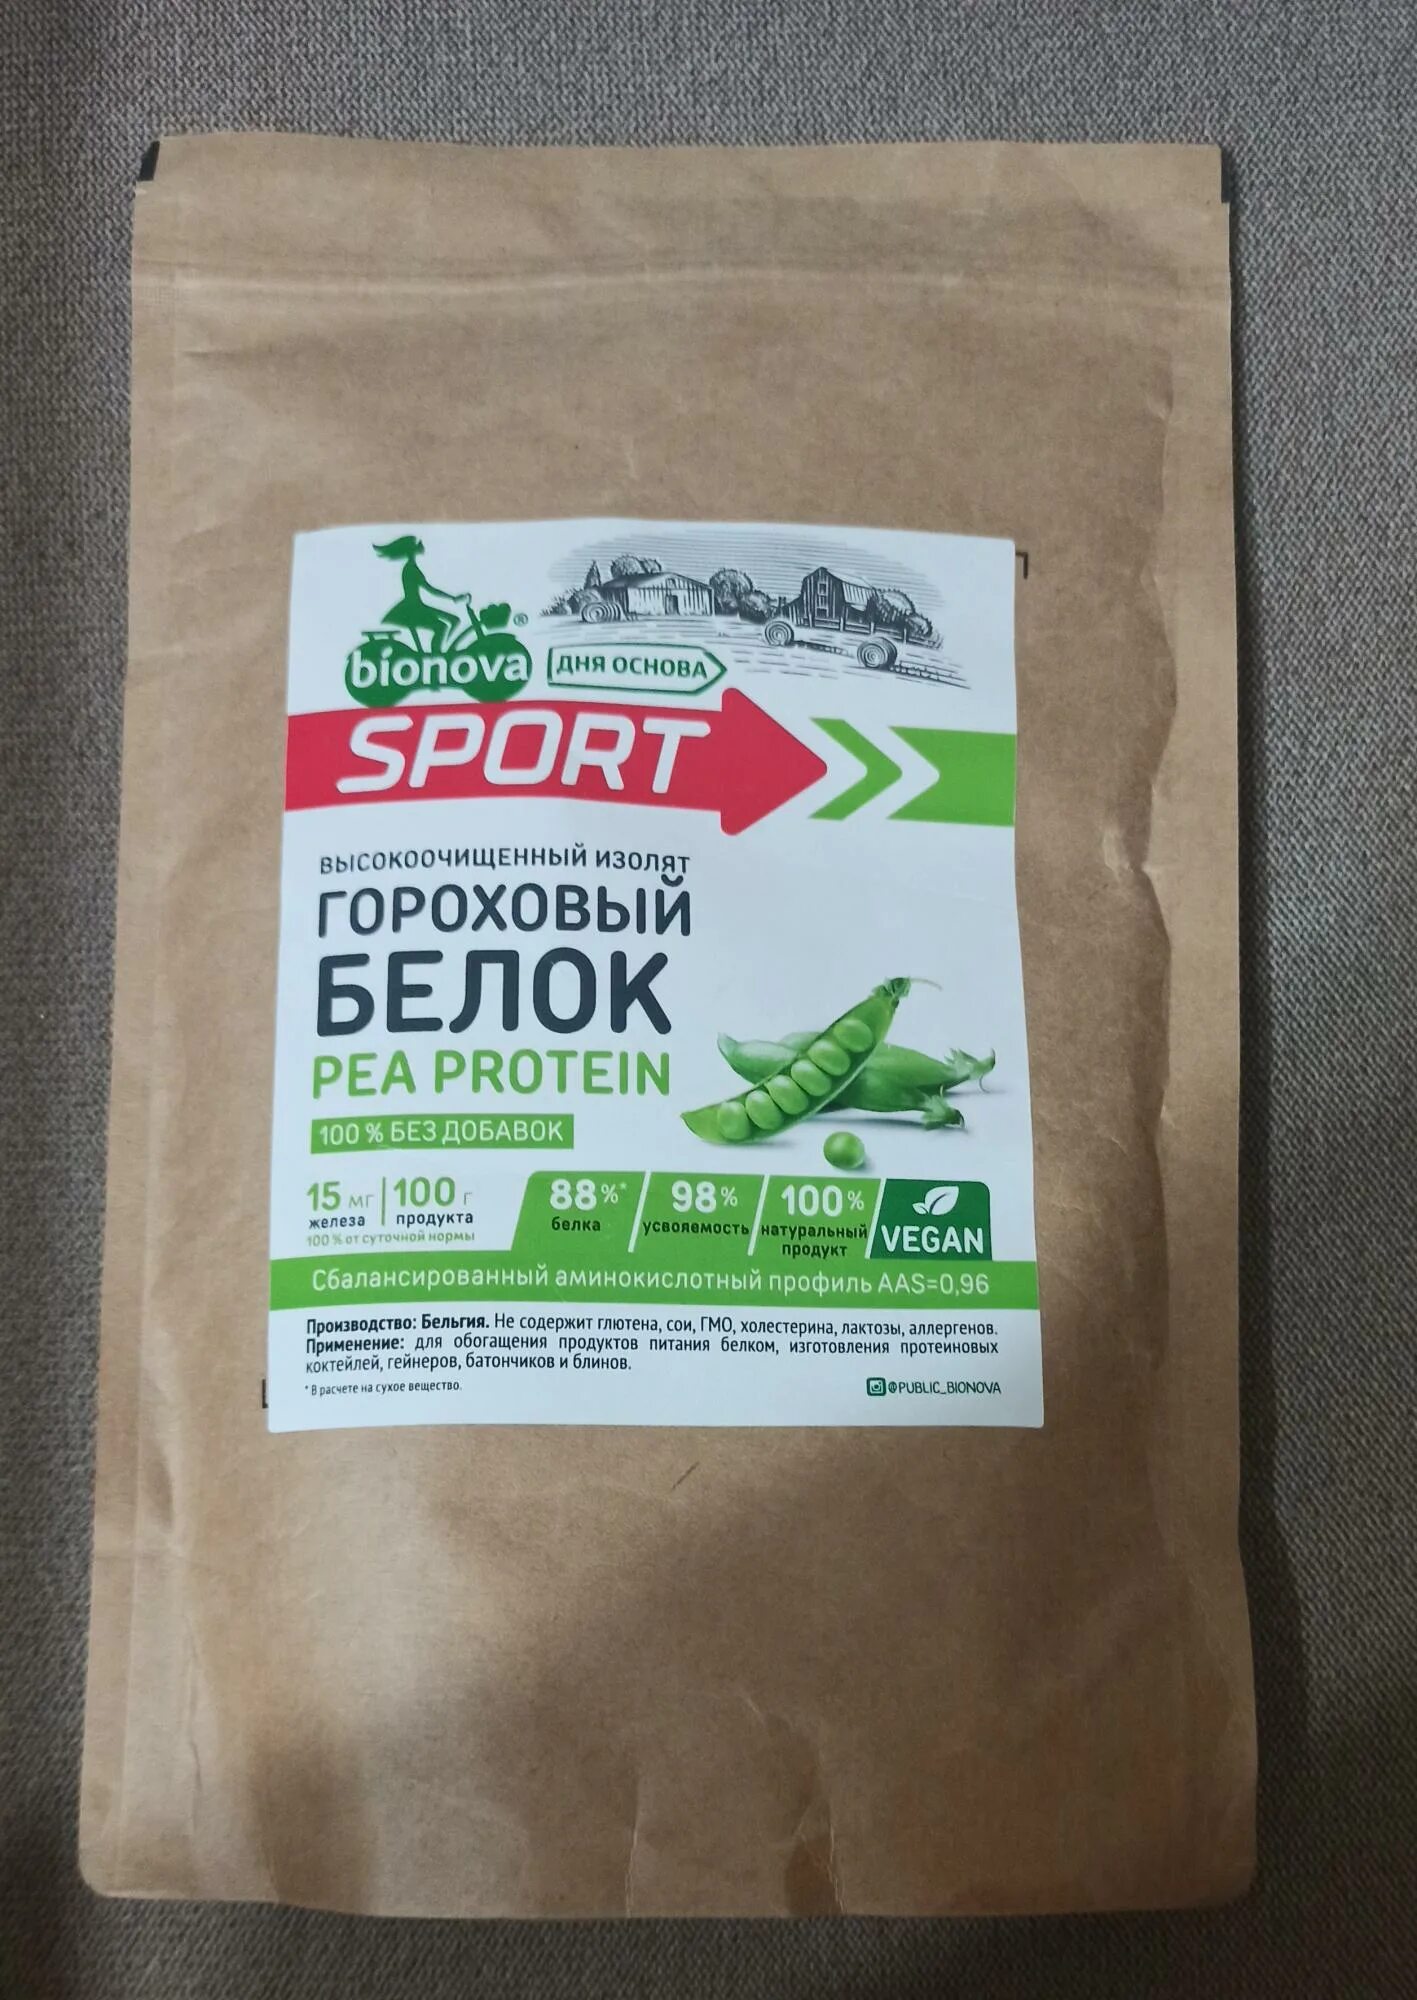 bionova®
ДНЯ ОСНОВА
SPORT
ВЫСОКООЧИЩЕННЫЙ ИЗОЛЯТ
ГОРОХОВЫЙ
БЕЛОК
PEA PROTEIN
100 % БЕЗ ДОБАВОК
15 мг железа 100 г продукта
100 % от суточной нормы
88%* белка
98% усвояемость
100% натуральный продукт
VEGAN
Сбалансированный аминокислотный профиль AAS=0,96
Производство: Бельгия. Не содержит глютена, сои, ГМО, холестерина, лактозы, аллергенов.
Применение: для обогащения продуктов питания белком, изготовления протеиновых
коктейлей, гейнеров, батончиков и блинов.
* В расчете на сухое вещество.
@PUBLIC_BIONOVA